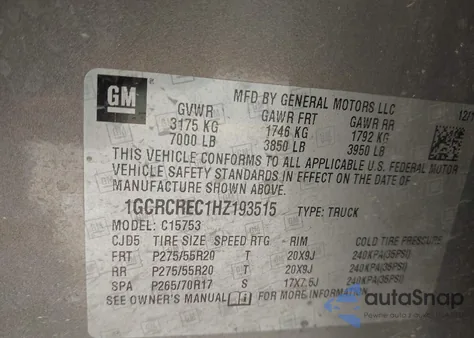 GM
MFD BY GENERAL MOTORS LLC
GVWR GAWR FRT GAWR RR
3175 KG 1746 KG 1792 KG
7000 LB 3850 LB 3950 LB
THIS VEHICLE CONFORMS TO ALL APPLICABLE U.S. FEDERAL MOTOR
VEHICLE SAFETY STANDARDS IN EFFECT ON THE DATE OF
MANUFACTURE SHOWN ABOVE.
1GCRCREC1HZ193515 TYPE: TRUCK
MODEL: C15753
CJD5 TIRE SIZE SPEED RTG RIM COLD TIRE PRESSURE
FRT P275/55R20 T 20X9J 240KPA(35PSI)
RR P275/55R20 T 20X9J 240KPA(35PSI)
SPA P265/70R17 S 17X7.5J 240KPA(35PSI)
SEE OWNER'S MANUAL FOR MORE INFORMATION
autoSnap